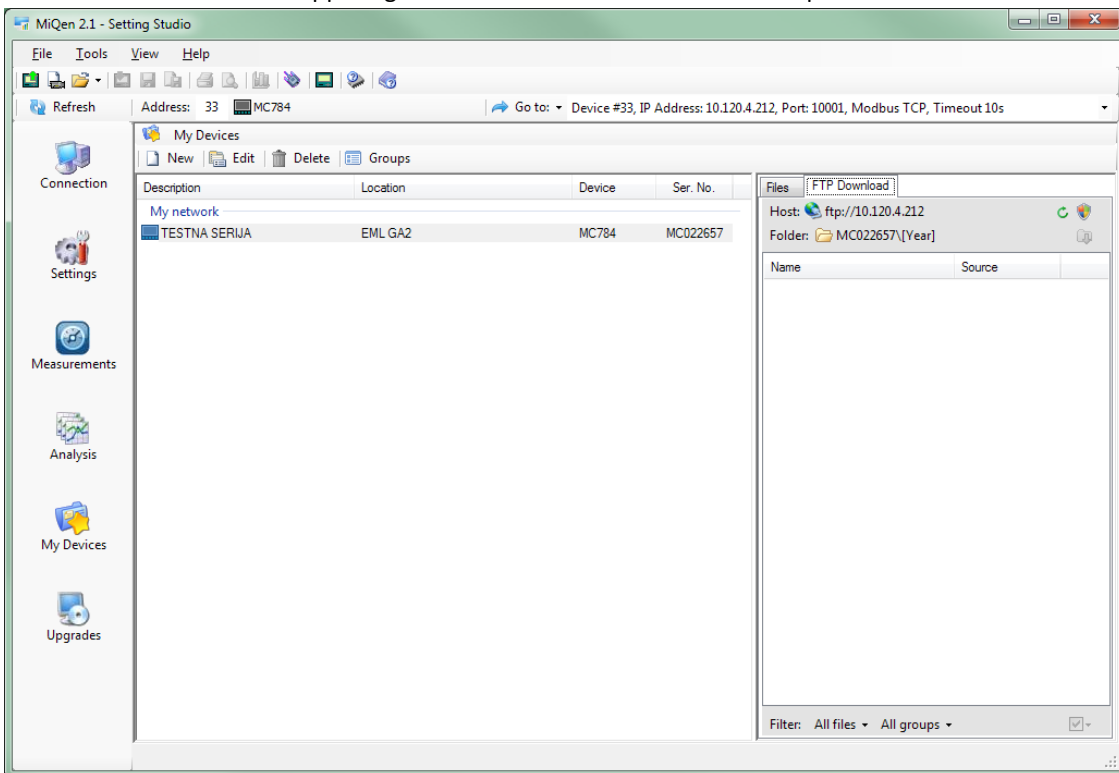 MiQen 2.1 - Setting Studio
File Tools View Help
Refresh Address: 33 MC784 Go to: Device #33, IP Address: 10.120.4.212, Port: 10001, Modbus TCP, Timeout 10s
My Devices
New Edit Delete Groups
Description Location Device Ser. No.
My network
TESTNA SERIJA EML GA2 MC784 MC022657
Files FTP Download
Host: ftp://10.120.4.212
Folder: MC022657\[Year]
Name Source
Filter: All files All groups
Connection
Settings
Measurements
Analysis
My Devices
Upgrades